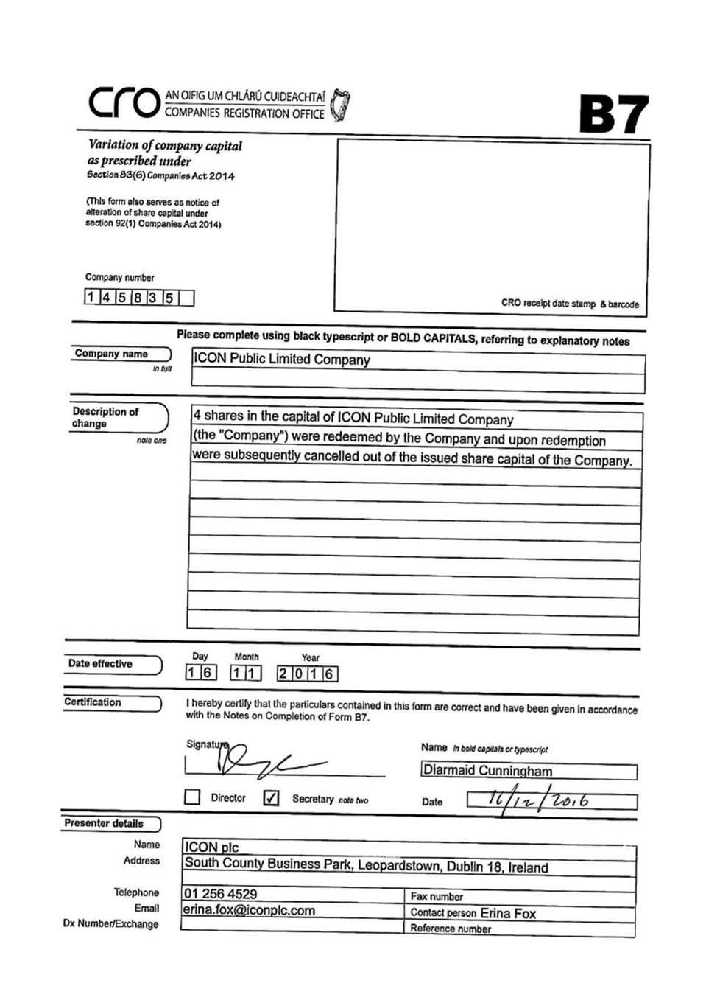 CRO AN OIFIG UM CHLÁRÚ CUIDEACHTAÍ
COMPANIES REGISTRATION OFFICE
B7
Variation of company capital
as prescribed under
Section 83(6) Companies Act 2014
(This form also serves as notice of
alteration of share capital under
section 92(1) Companies Act 2014)
Company number
145835
CRO receipt date stamp & barcode
Please complete using black typescript or BOLD CAPITALS, referring to explanatory notes
Company name
in full
ICON Public Limited Company
Description of
change
note one
4 shares in the capital of ICON Public Limited Company
(the "Company") were redeemed by the Company and upon redemption
were subsequently cancelled out of the issued share capital of the Company.
Date effective
Day Month Year
16 11 2016
Certification
I hereby certify that the particulars contained in this form are correct and have been given in accordance
with the Notes on Completion of Form B7.
Signature
Name In bold capitals or typescript
Diarmaid Cunningham
Director ✓ Secretary note two
Date 16/12/2016
Presenter details
Name ICON plc
Address South County Business Park, Leopardstown, Dublin 18, Ireland
Telephone 01 256 4529 Fax number
Email erina.fox@iconplc.com Contact person Erina Fox
Dx Number/Exchange Reference number